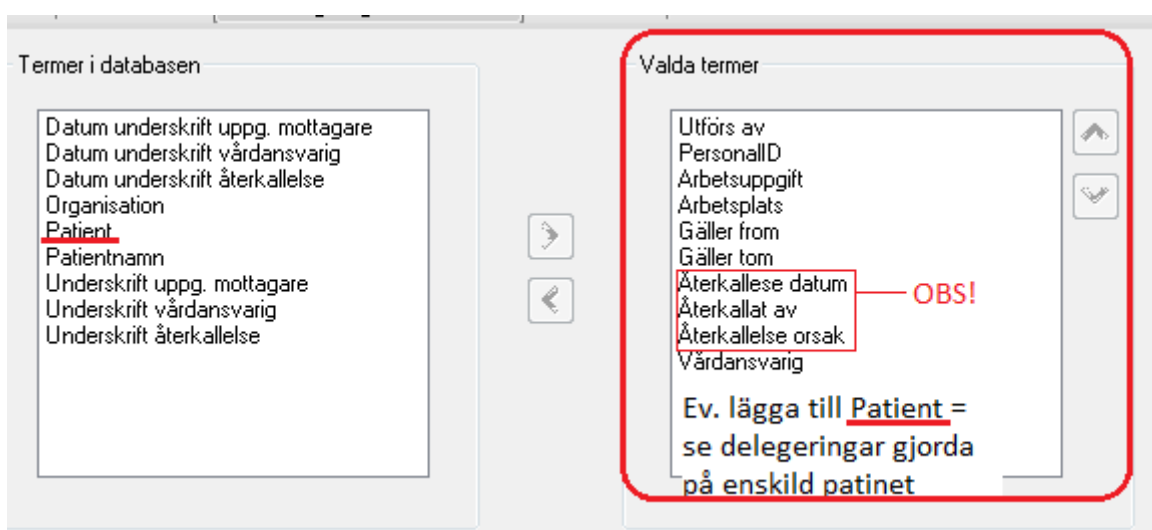 Termer i databasen
Datum underskrift uppg. mottagare
Datum underskrift vårdansvarig
Datum underskrift återkallelse
Organisation
Patient
Patientnamn
Underskrift uppg. mottagare
Underskrift vårdansvarig
Underskrift återkallelse
Valda termer
Utförs av
PersonalID
Arbetsuppgift
Arbetsplats
Gäller from
Gäller tom
Återkallese datum
Återkallat av
Återkallelse orsak
Vårdansvarig
OBS!
Ev. lägga till Patient =
se delegeringar gjorda
på enskild patinet